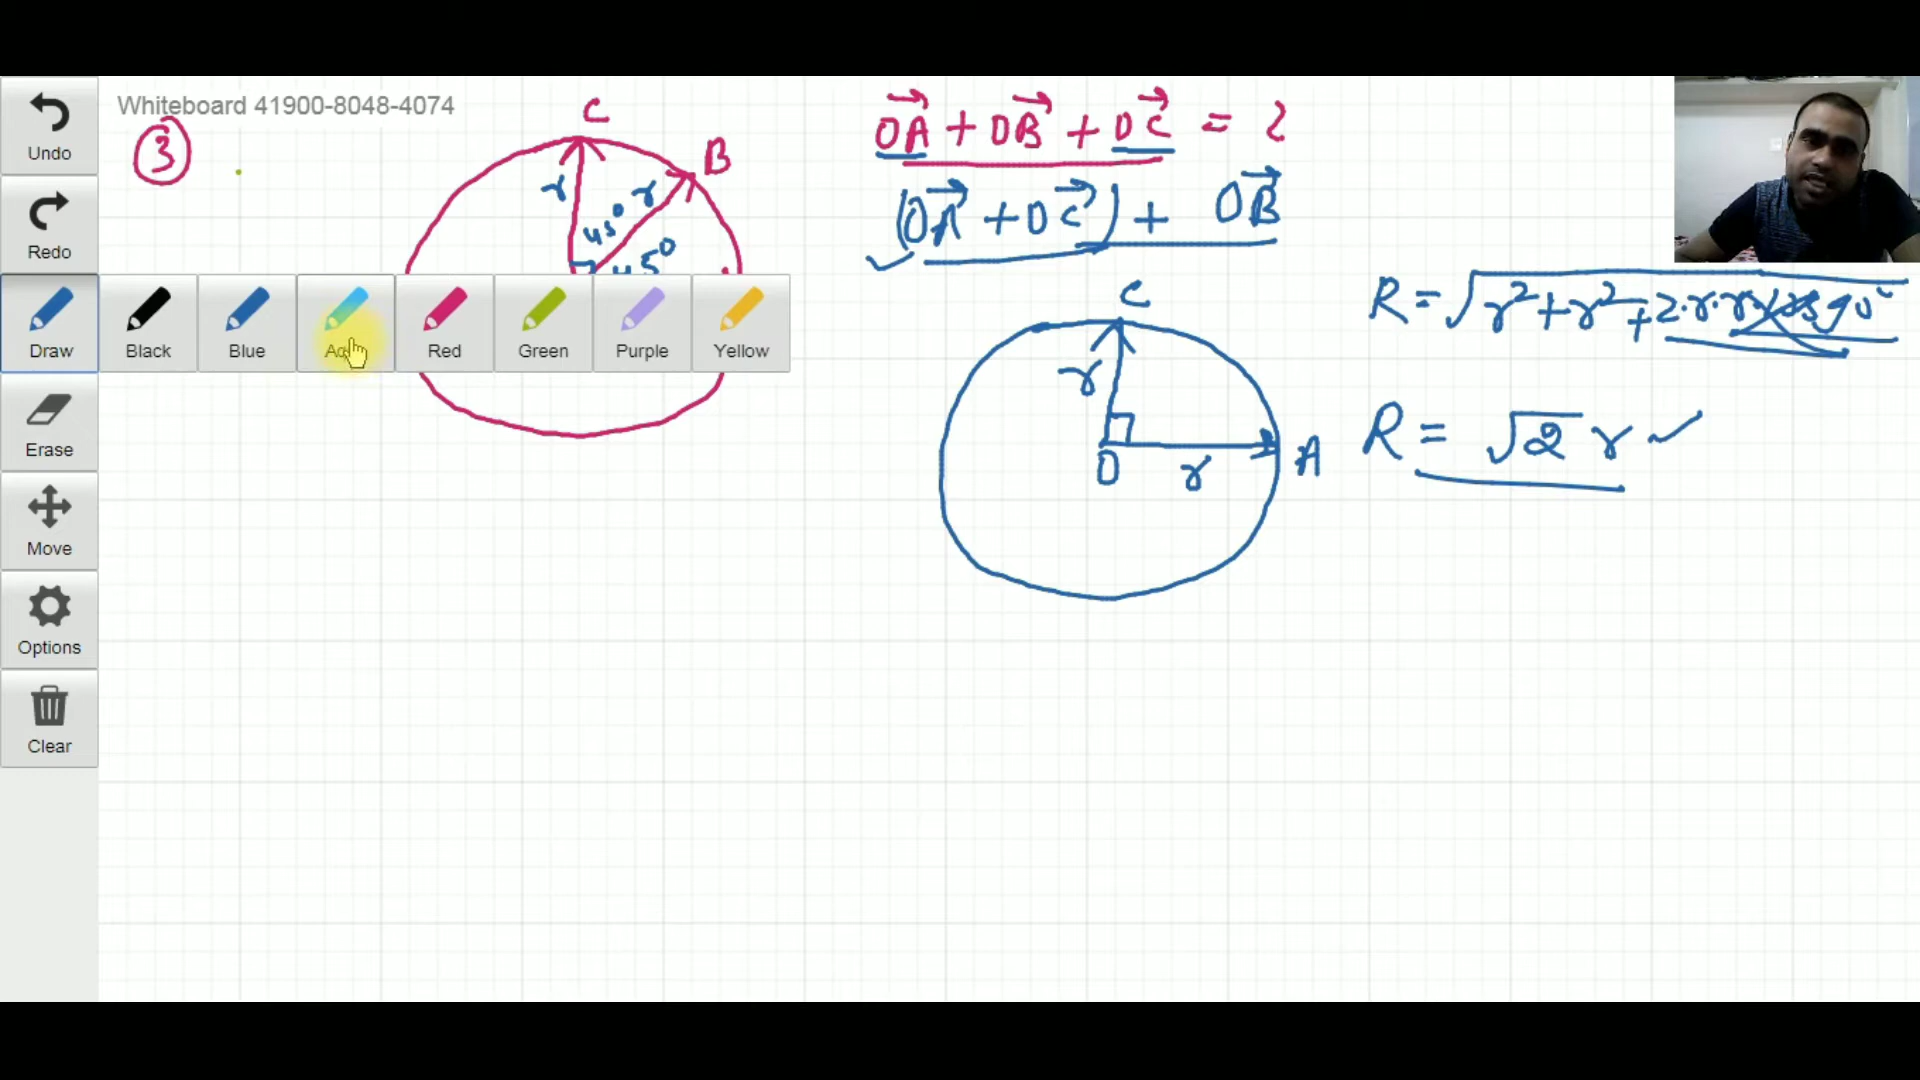 Whiteboard 41900-8048-4074
Undo
Redo
Draw
Black
Blue
Red
Green
Purple
Yellow
Erase
Move
Options
Clear
3
C
B
r
r
45°
45°
OA⃗ + OB⃗ + OC⃗ = ?
(OA⃗ + OC⃗) + OB⃗
C
r
O
r
A
R = √r² + r² + 2·r·r cos 90°
R = √2 r ✓